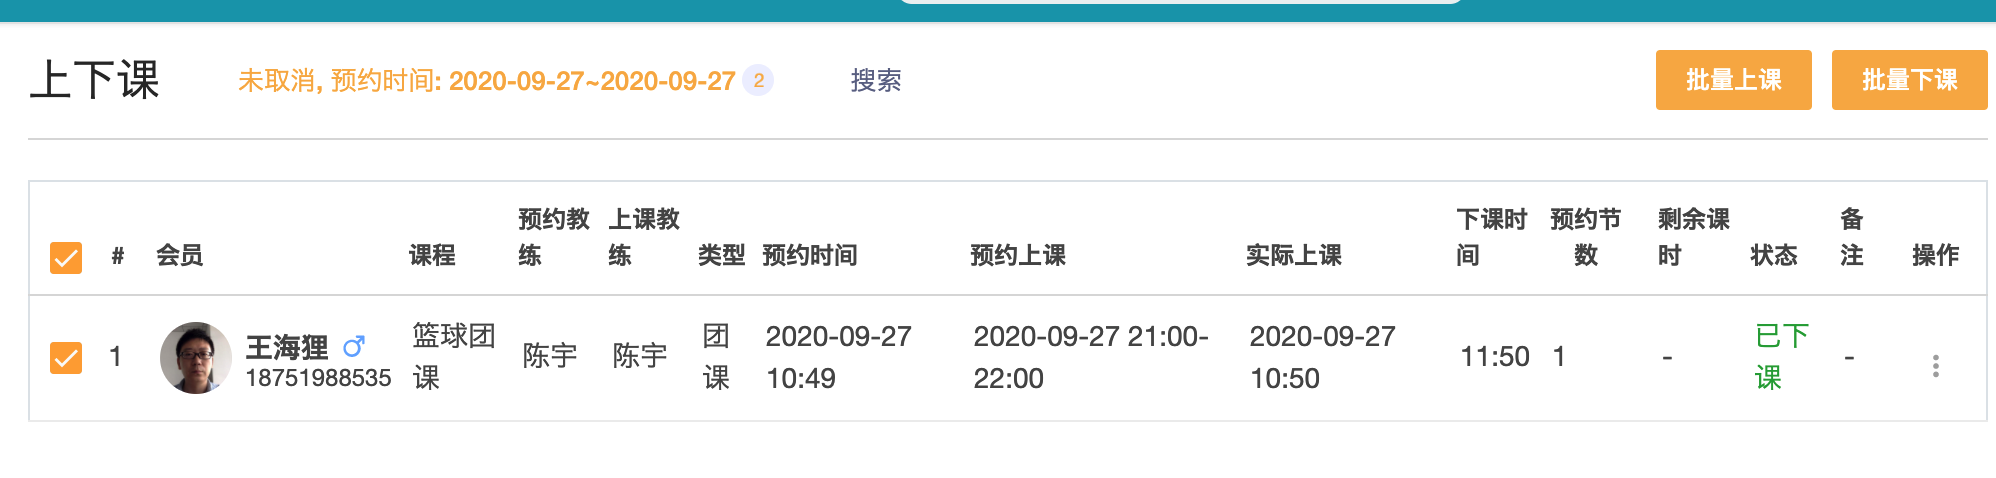 上下课
未取消, 预约时间: 2020-09-27~2020-09-27 2
搜索
批量上课
批量下课
#
会员
课程
预约教
练
上课教
练
类型
预约时间
预约上课
实际上课
下课时
间
预约节
数
剩余课
时
状态
备
注
操作
1
王海狸
18751988535
篮球团
课
陈宇
陈宇
团
课
2020-09-27
10:49
2020-09-27 21:00-
22:00
2020-09-27
10:50
11:50
1
-
已下
课
-